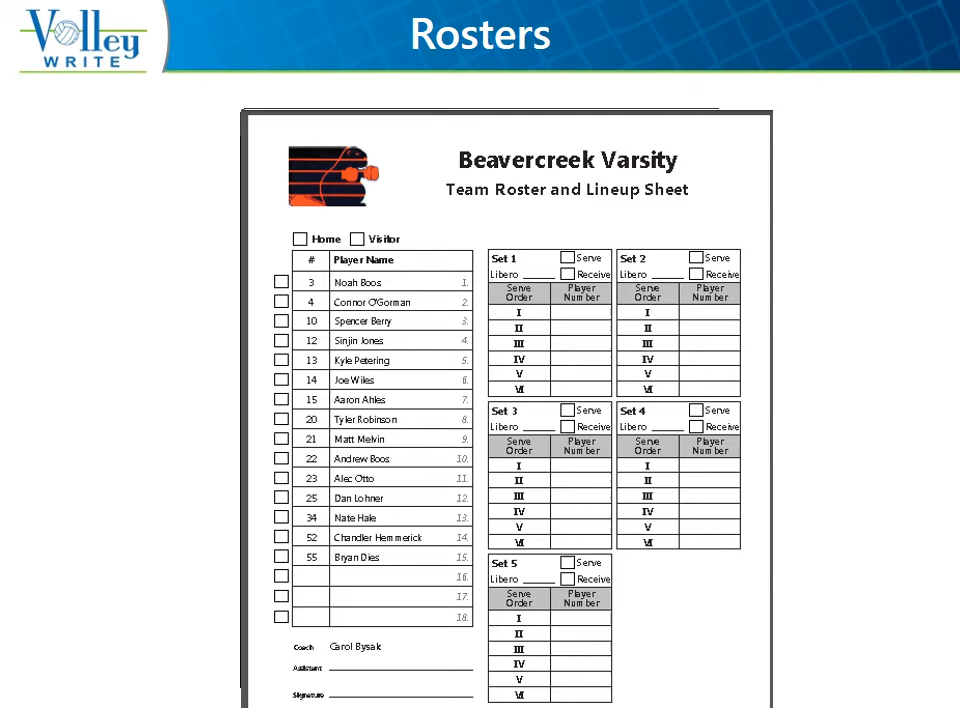 Volley
WRITE
Rosters
Beavercreek Varsity
Team Roster and Lineup Sheet
Home Visitor
# Player Name
3 Noah Boos 1.
4 Connor O'Gorman 2.
10 Spencer Berry 3.
12 Sinjin Jones 4.
13 Kyle Petering 5.
14 Joe Wiles 6.
15 Aaron Ahles 7.
20 Tyler Robinson 8.
21 Matt Melvin 9.
22 Andrew Boos 10.
23 Alec Otto 11.
25 Dan Lohner 12.
34 Nate Hale 13.
52 Chandler Hemmerick 14.
55 Bryan Dies 15.
16.
17.
18.
Coach Carol Bysak
Assistant
Signature
Set 1 Serve
Libero Receive
Serve Order Player Number
I
II
III
IV
V
VI
Set 2 Serve
Libero Receive
Serve Order Player Number
I
II
III
IV
V
VI
Set 3 Serve
Libero Receive
Serve Order Player Number
I
II
III
IV
V
VI
Set 4 Serve
Libero Receive
Serve Order Player Number
I
II
III
IV
V
VI
Set 5 Serve
Libero Receive
Serve Order Player Number
I
II
III
IV
V
VI